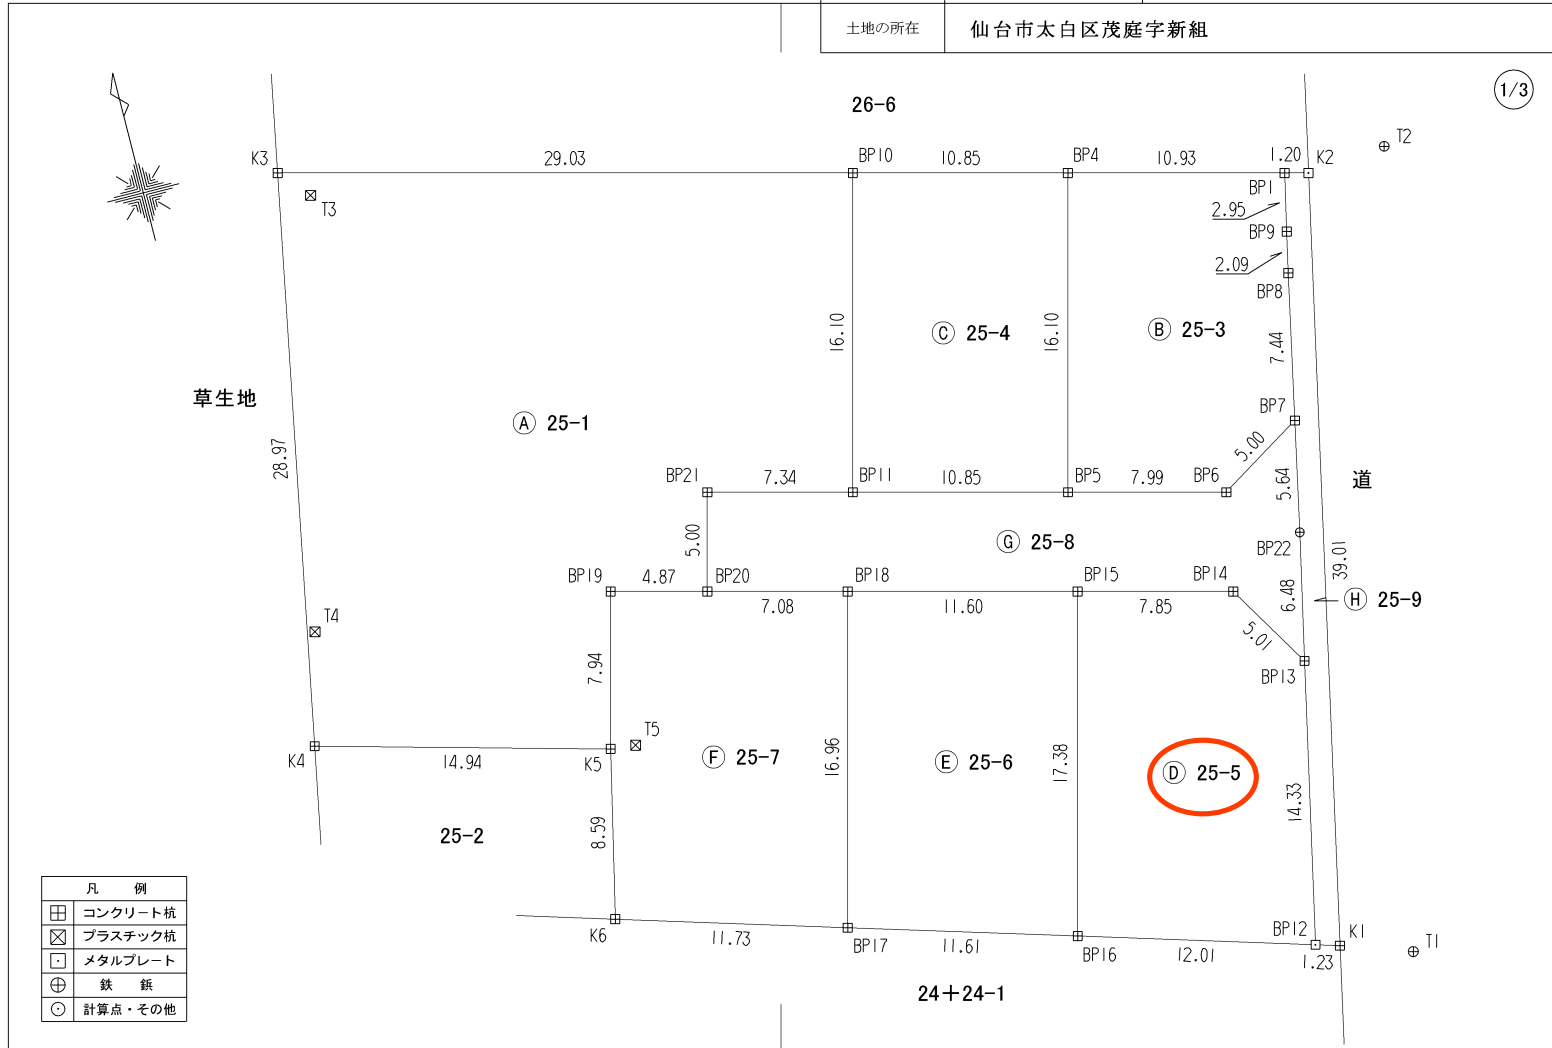 土地の所在 仙台市太白区茂庭字新組
1/3
26-6
K3 29.03 BP10 10.85 BP4 10.93 1.20 K2 T2
T3
BP1
2.95
BP9
2.09
BP8
16.10 16.10
C 25-4
B 25-3
7.44
草生地
A 25-1
28.97
BP7
5.00
BP21 7.34 BP11 10.85 BP5 7.99 BP6
5.64
道
5.00
G 25-8
BP22
39.01
BP19 4.87 BP20 BP18 BP15 BP14
7.08 11.60 7.85
6.48
H 25-9
T4
5.01
7.94
BP13
T5
K4 14.94 K5
F 25-7
16.96
E 25-6
17.38
D 25-5
14.33
25-2
8.59
K6 11.73 BP17 11.61 BP16 12.01 BP12 1.23 K1 T1
24+24-1
凡 例
コンクリート杭
プラスチック杭
メタルプレート
鉄 鋲
計算点・その他